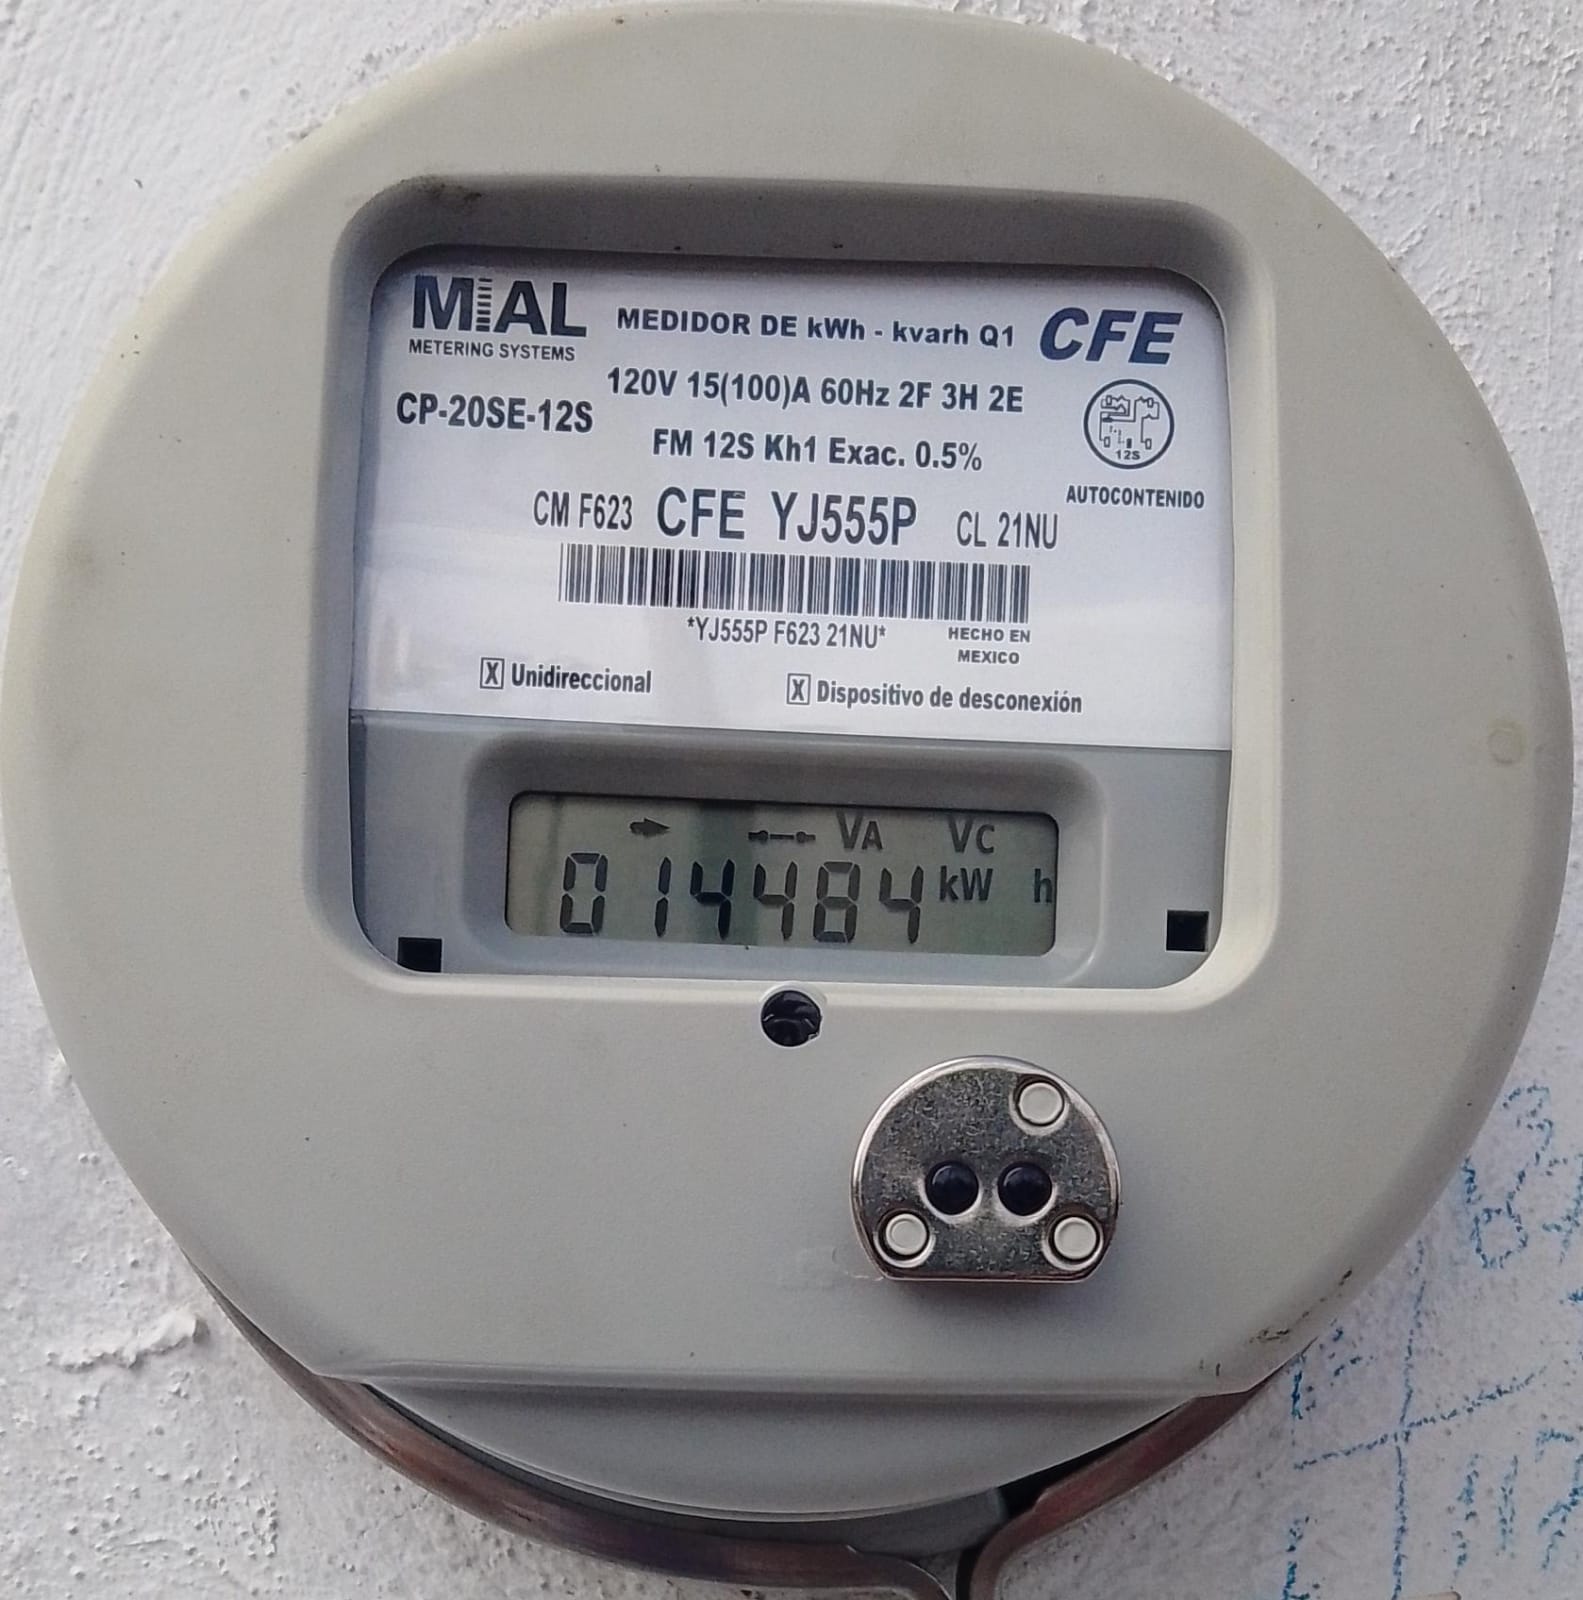 MIAL
METERING SYSTEMS
MEDIDOR DE kWh - kvarh Q1
CFE
CP-20SE-12S
120V 15(100)A 60Hz 2F 3H 2E
FM 12S Kh1 Exac. 0.5%
12S
AUTOCONTENIDO
CM F623 CFE YJ555P CL 21NU
*YJ555P F623 21NU*
HECHO EN
MEXICO
X Unidireccional
X Dispositivo de desconexión
VA VC
014484 kW h